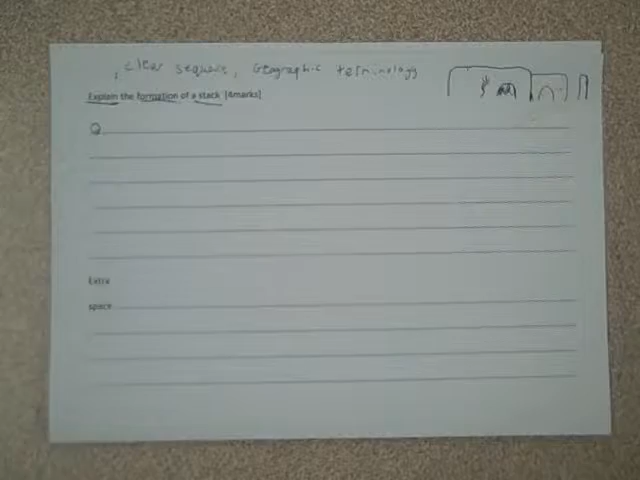 , clear sequence, Geographic terminology
Explain the formation of a stack [4marks]
Q
Extra
space